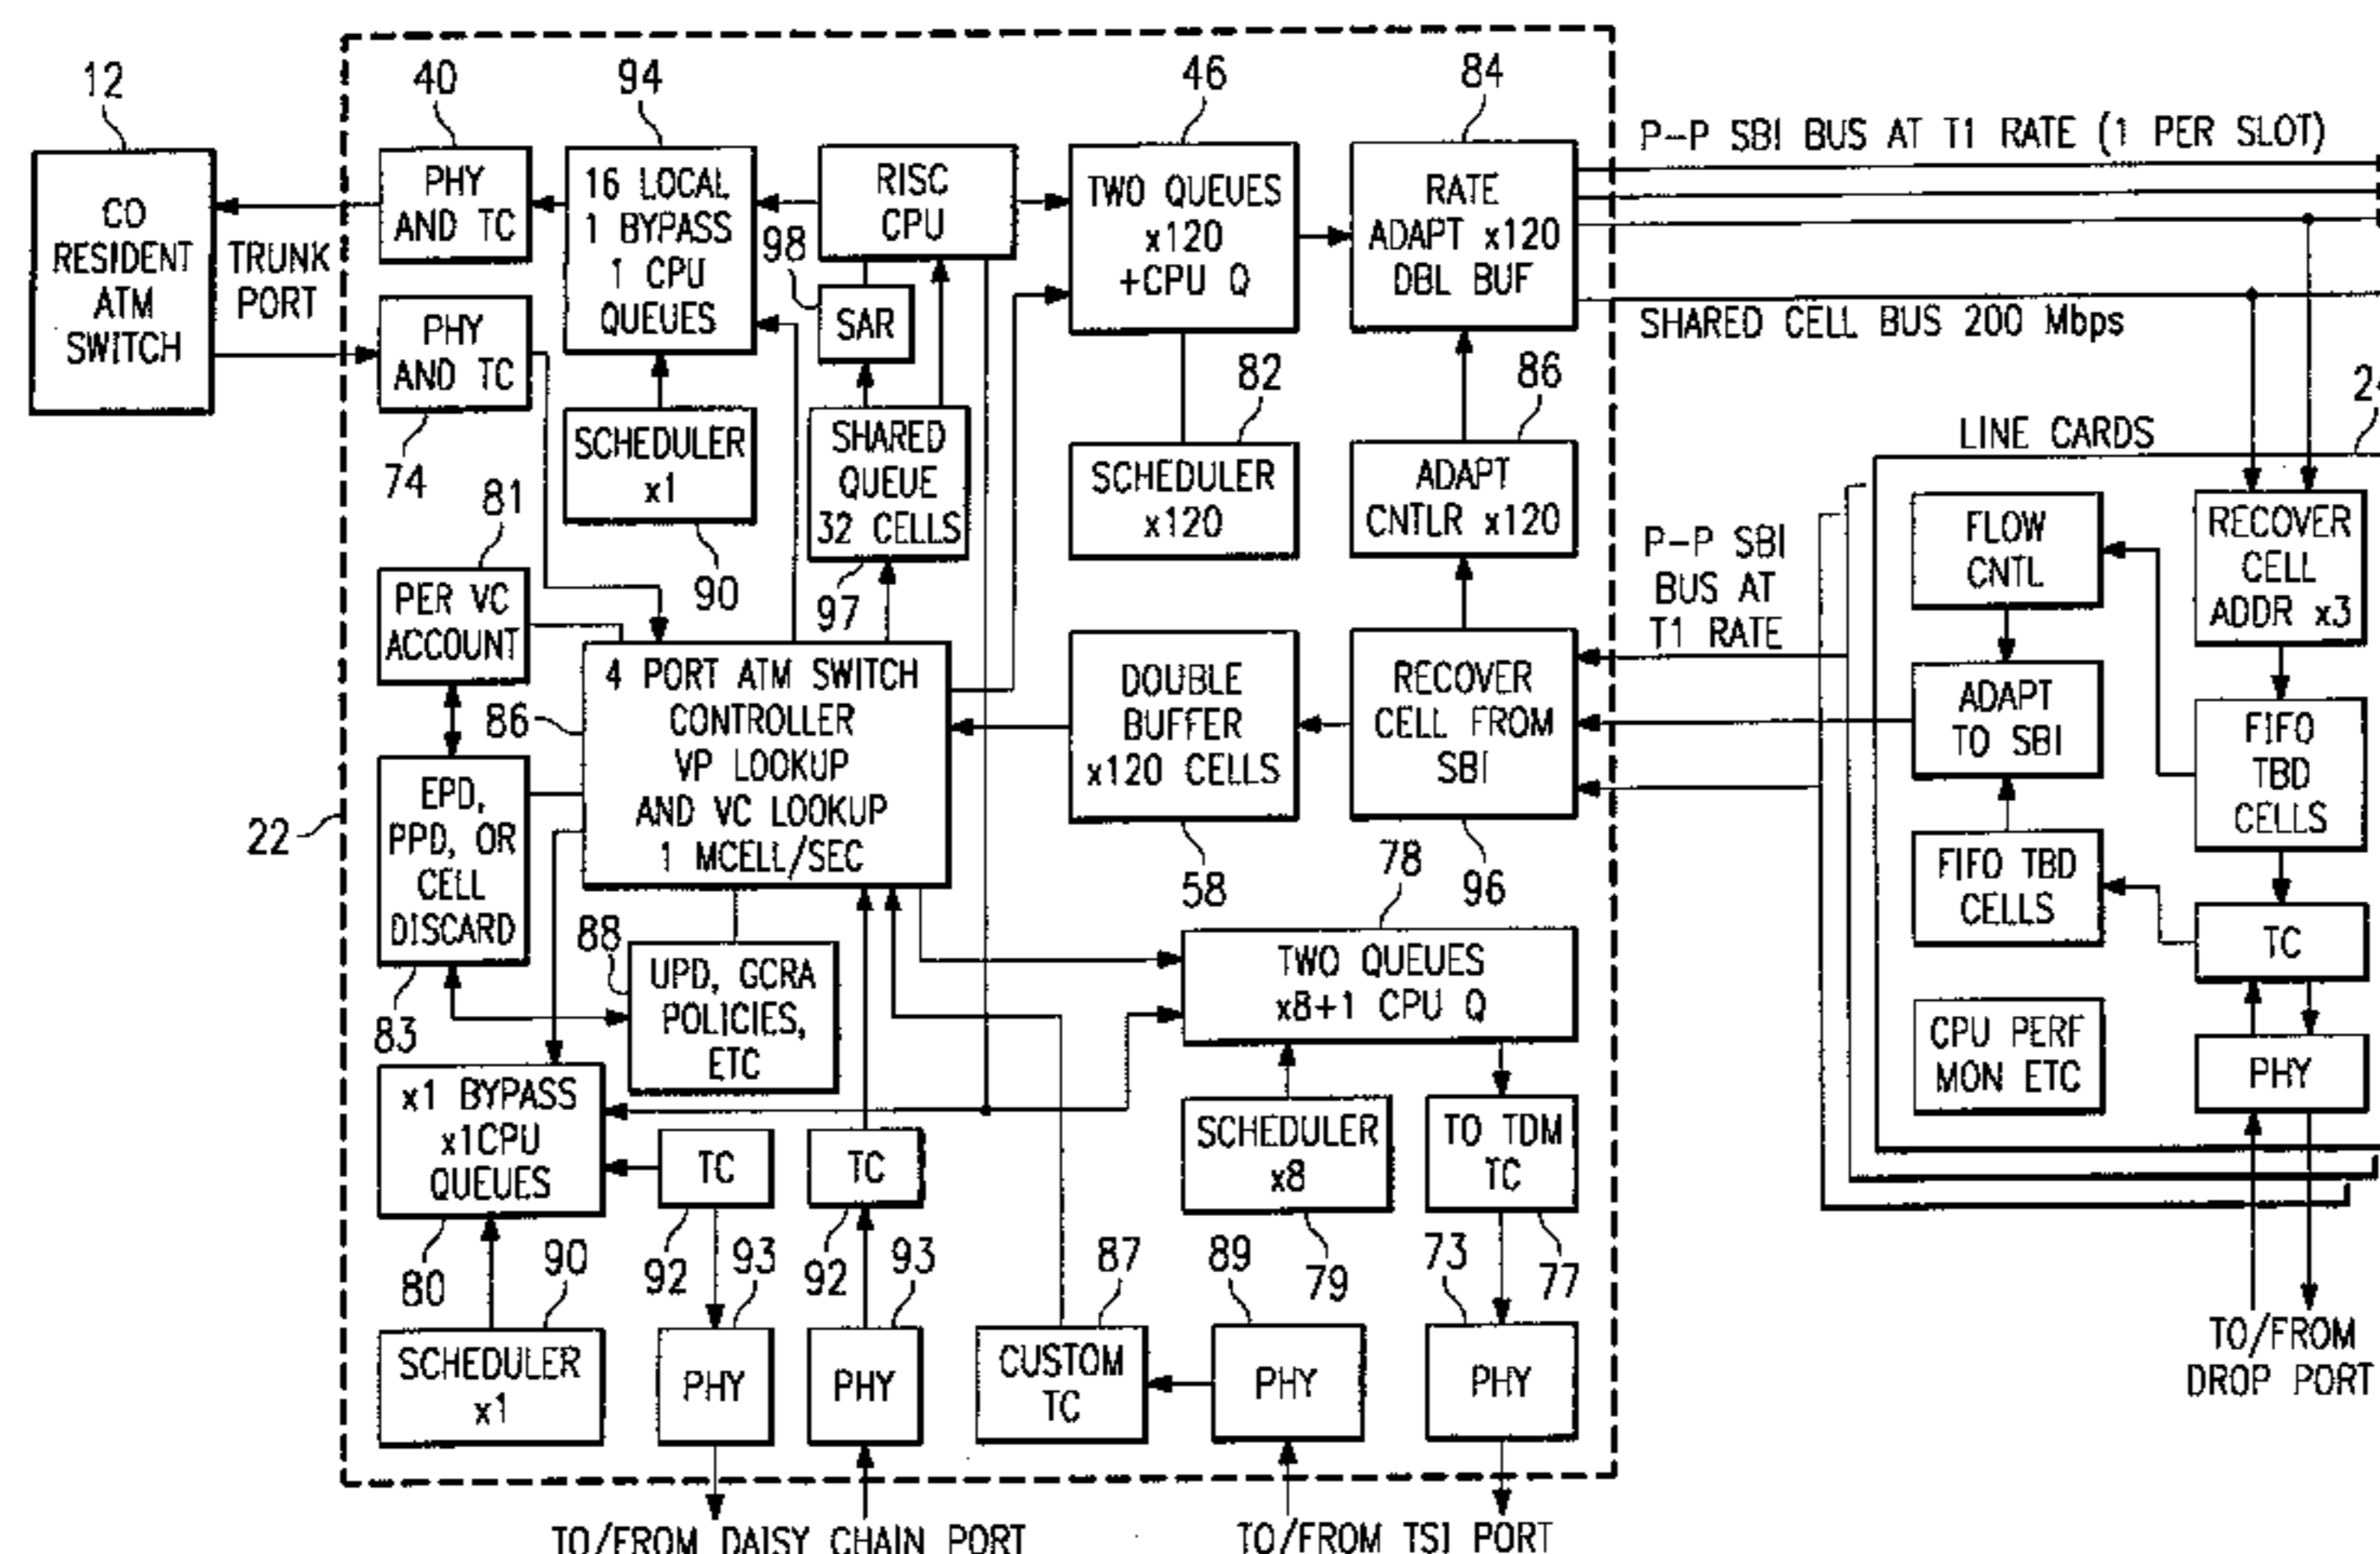 12
40
94
46
84
P-P SBI BUS AT T1 RATE (1 PER SLOT)
CO
RESIDENT
ATM
SWITCH
TRUNK
PORT
PHY
AND TC
16 LOCAL
1 BYPASS
1 CPU
QUEUES
RISC
CPU
98
SAR
TWO QUEUES
x120
+CPU Q
RATE
ADAPT x120
DBL BUF
SHARED CELL BUS 200 Mbps
PHY
AND TC
74
SCHEDULER
x1
90
SHARED
QUEUE
32 CELLS
97
82
SCHEDULER
x120
86
ADAPT
CNTLR x120
LINE CARDS
81
PER VC
ACCOUNT
4 PORT ATM SWITCH
CONTROLLER
VP LOOKUP
AND VC LOOKUP
1 MCELL/SEC
86
DOUBLE
BUFFER
x120 CELLS
58
RECOVER
CELL FROM
SBI
96
P-P SBI
BUS AT
T1 RATE
FLOW
CNTL
RECOVER
CELL
ADDR x3
ADAPT
TO SBI
FIFO
TBD
CELLS
FIFO TBD
CELLS
TC
CPU PERF
MON ETC
PHY
TO/FROM
DROP PORT
22
EPD,
PPD, OR
CELL
DISCARD
83
88
UPD, GCRA
POLICIES,
ETC
78
TWO QUEUES
x8+1 CPU Q
x1 BYPASS
x1CPU
QUEUES
80
TC
92
TC
92
SCHEDULER
x8
79
TO TDM
TC
77
90
SCHEDULER
x1
93
PHY
93
PHY
87
CUSTOM
TC
89
PHY
73
PHY
TO/FROM DAISY CHAIN PORT
TO/FROM TSI PORT